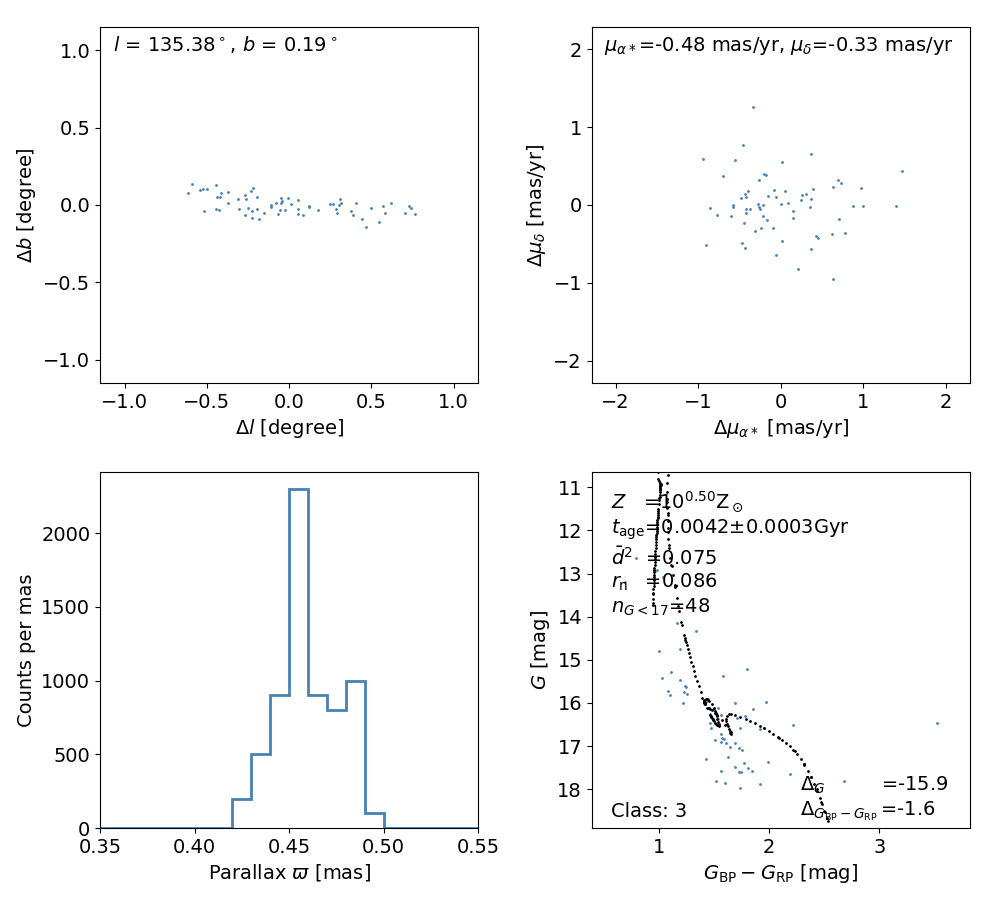 l = 135.38°, b = 0.19°
1.0
0.5
0.0
−0.5
−1.0
−1.0 −0.5 0.0 0.5 1.0
Δb [degree]
Δl [degree]
μα*=-0.48 mas/yr, μδ=-0.33 mas/yr
2
1
0
−1
−2
−2 −1 0 1 2
Δμδ [mas/yr]
Δμα* [mas/yr]
2000
1500
1000
500
0
0.35 0.40 0.45 0.50 0.55
Counts per mas
Parallax ϖ [mas]
Z =10^0.50 Z⊙
t_age=0.0042±0.0003Gyr
d̄² =0.075
r_n =0.086
n_G<17=48
11
12
13
14
15
16
17
18
Δ_G =-15.9
Δ_GBP−GRP =-1.6
Class: 3
1 2 3
G [mag]
G_BP − G_RP [mag]